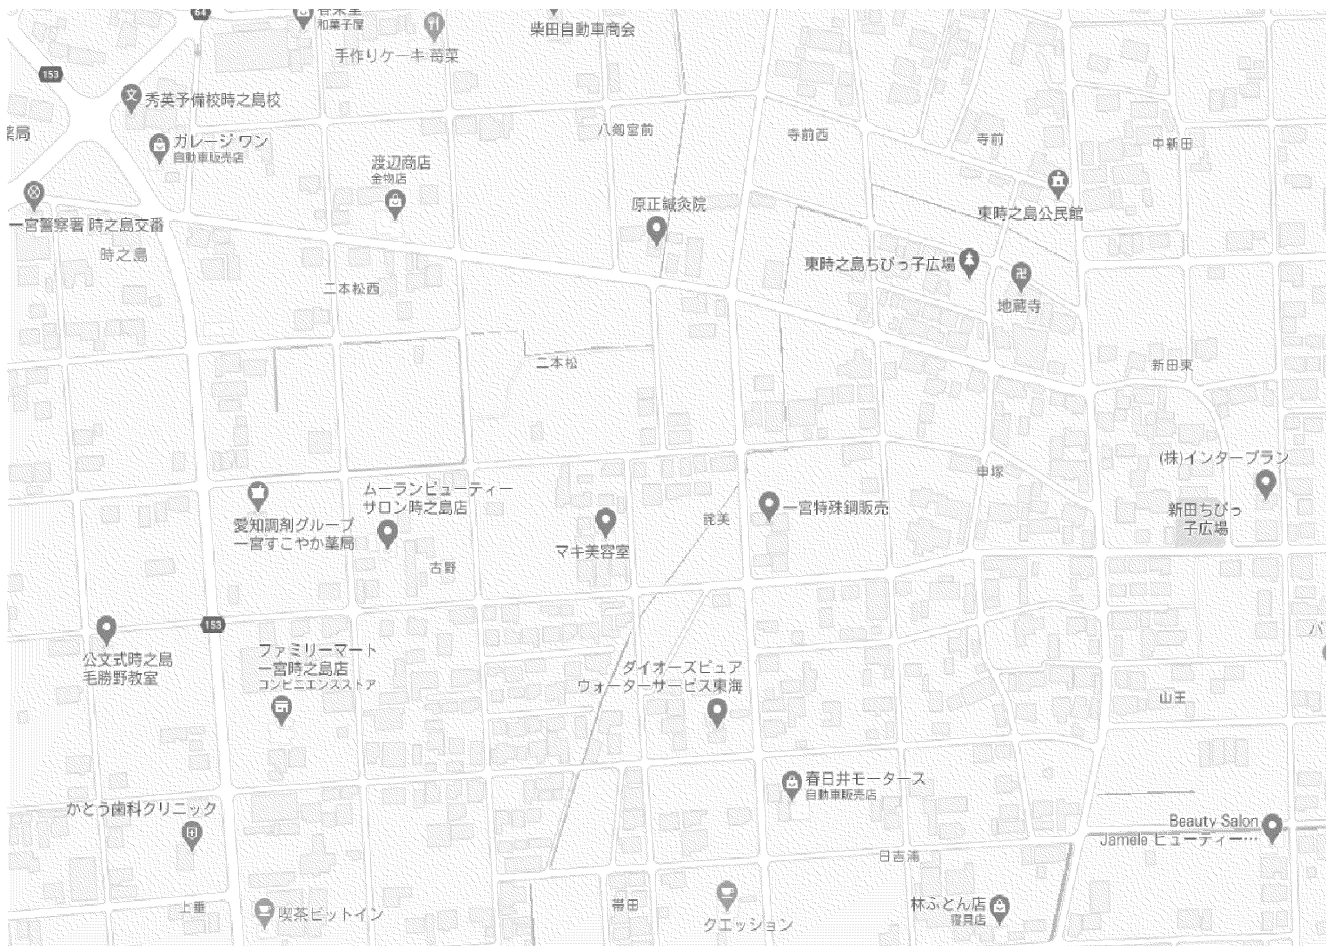 64
和菓子屋
手作りケーキ 苺菜
柴田自動車商会
153
秀英予備校時之島校
薬局
ガレージ ワン
自動車販売店
八剱宮前
寺前西
寺前
中新田
渡辺商店
金物店
原正鍼灸院
東時之島公民館
一宮警察署 時之島交番
時之島
東時之島ちびっ子広場
地蔵寺
二本松西
二本松
新田東
(株)インタープラン
串塚
ムーランビューティー
サロン時之島店
一宮特殊鋼販売
新田ちびっ
子広場
愛知調剤グループ
一宮すこやか薬局
詫美
マキ美容室
古野
153
公文式時之島
毛勝野教室
ファミリーマート
一宮時之島店
コンビニエンスストア
ダイオーズピュア
ウォーターサービス東海
山王
春日井モータース
自動車販売店
かとう歯科クリニック
Beauty Salon
Jamele ビューティー…
日吉浦
上垂
喫茶ピットイン
帯田
クエッション
林ふとん店
寝具店